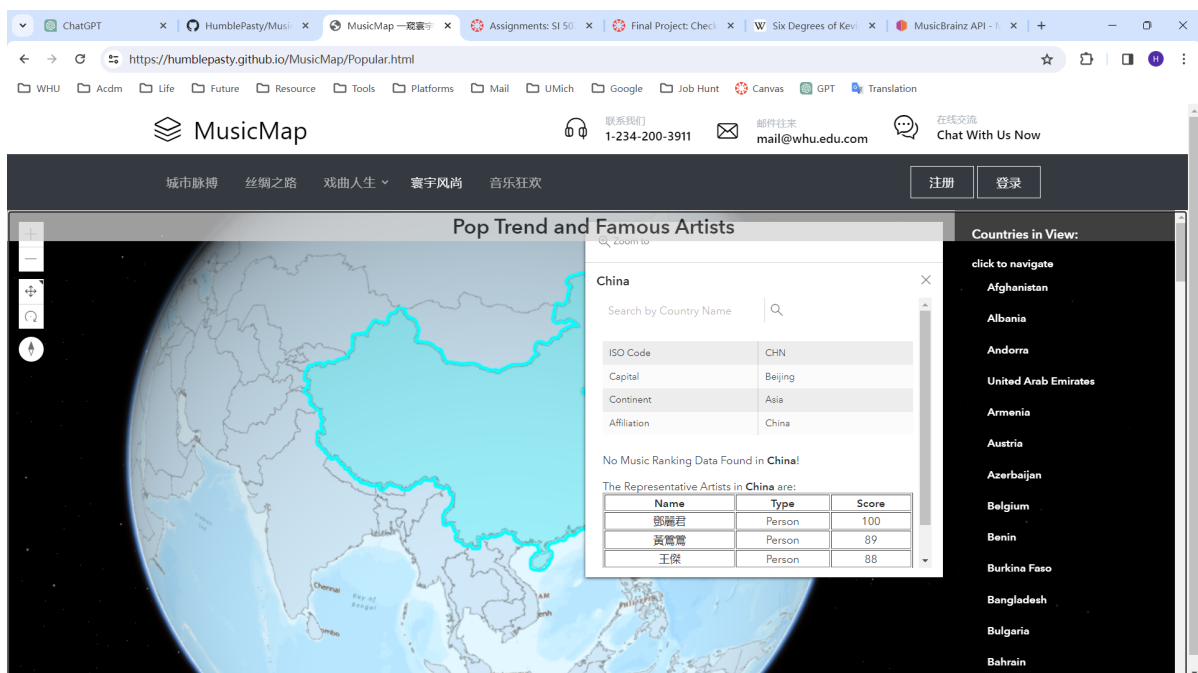 ChatGPT
HumblePasty/Music
MusicMap 一窥寰宇
Assignments: SI 507
Final Project: Check
Six Degrees of Kevi
MusicBrainz API - M
https://humblepasty.github.io/MusicMap/Popular.html
H
WHU Acdm Life Future Resource Tools Platforms Mail UMich Google Job Hunt Canvas GPT Translation
MusicMap
联系我们
1-234-200-3911
邮件往来
mail@whu.edu.com
在线交流
Chat With Us Now
城市脉搏 丝绸之路 戏曲人生 寰宇风尚 音乐狂欢
注册 登录
Pop Trend and Famous Artists
Zoom to
China
Search by Country Name
ISO Code CHN
Capital Beijing
Continent Asia
Affiliation China
No Music Ranking Data Found in China!
The Representative Artists in China are:
Name Type Score
鄧麗君 Person 100
黃鶯鶯 Person 89
王傑 Person 88
Chennai
Bay of
Bengal
Countries in View:
click to navigate
Afghanistan
Albania
Andorra
United Arab Emirates
Armenia
Austria
Azerbaijan
Belgium
Benin
Burkina Faso
Bangladesh
Bulgaria
Bahrain